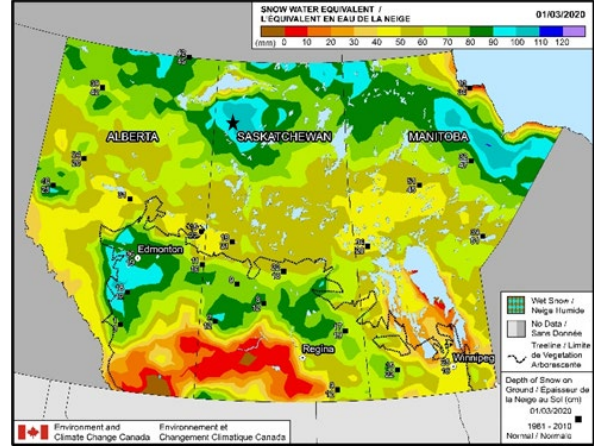 SNOW WATER EQUIVALENT /
L'ÉQUIVALENT EN EAU DE LA NEIGE
01/03/2020
(mm) 0 10 20 30 40 50 60 70 80 90 100 110 120
ALBERTA
SASKATCHEWAN
MANITOBA
Edmonton
Regina
Winnipeg
Wet Snow /
Neige Humide
No Data /
Sans Donnée
Treeline / Limite
de Vegetation
Arborescente
Depth of Snow on
Ground / Épaisseur de
la Neige au Sol (cm)
01/03/2020
1981 - 2010
Normal / Normale
Environment and
Climate Change Canada
Environnement et
Changement Climatique Canada